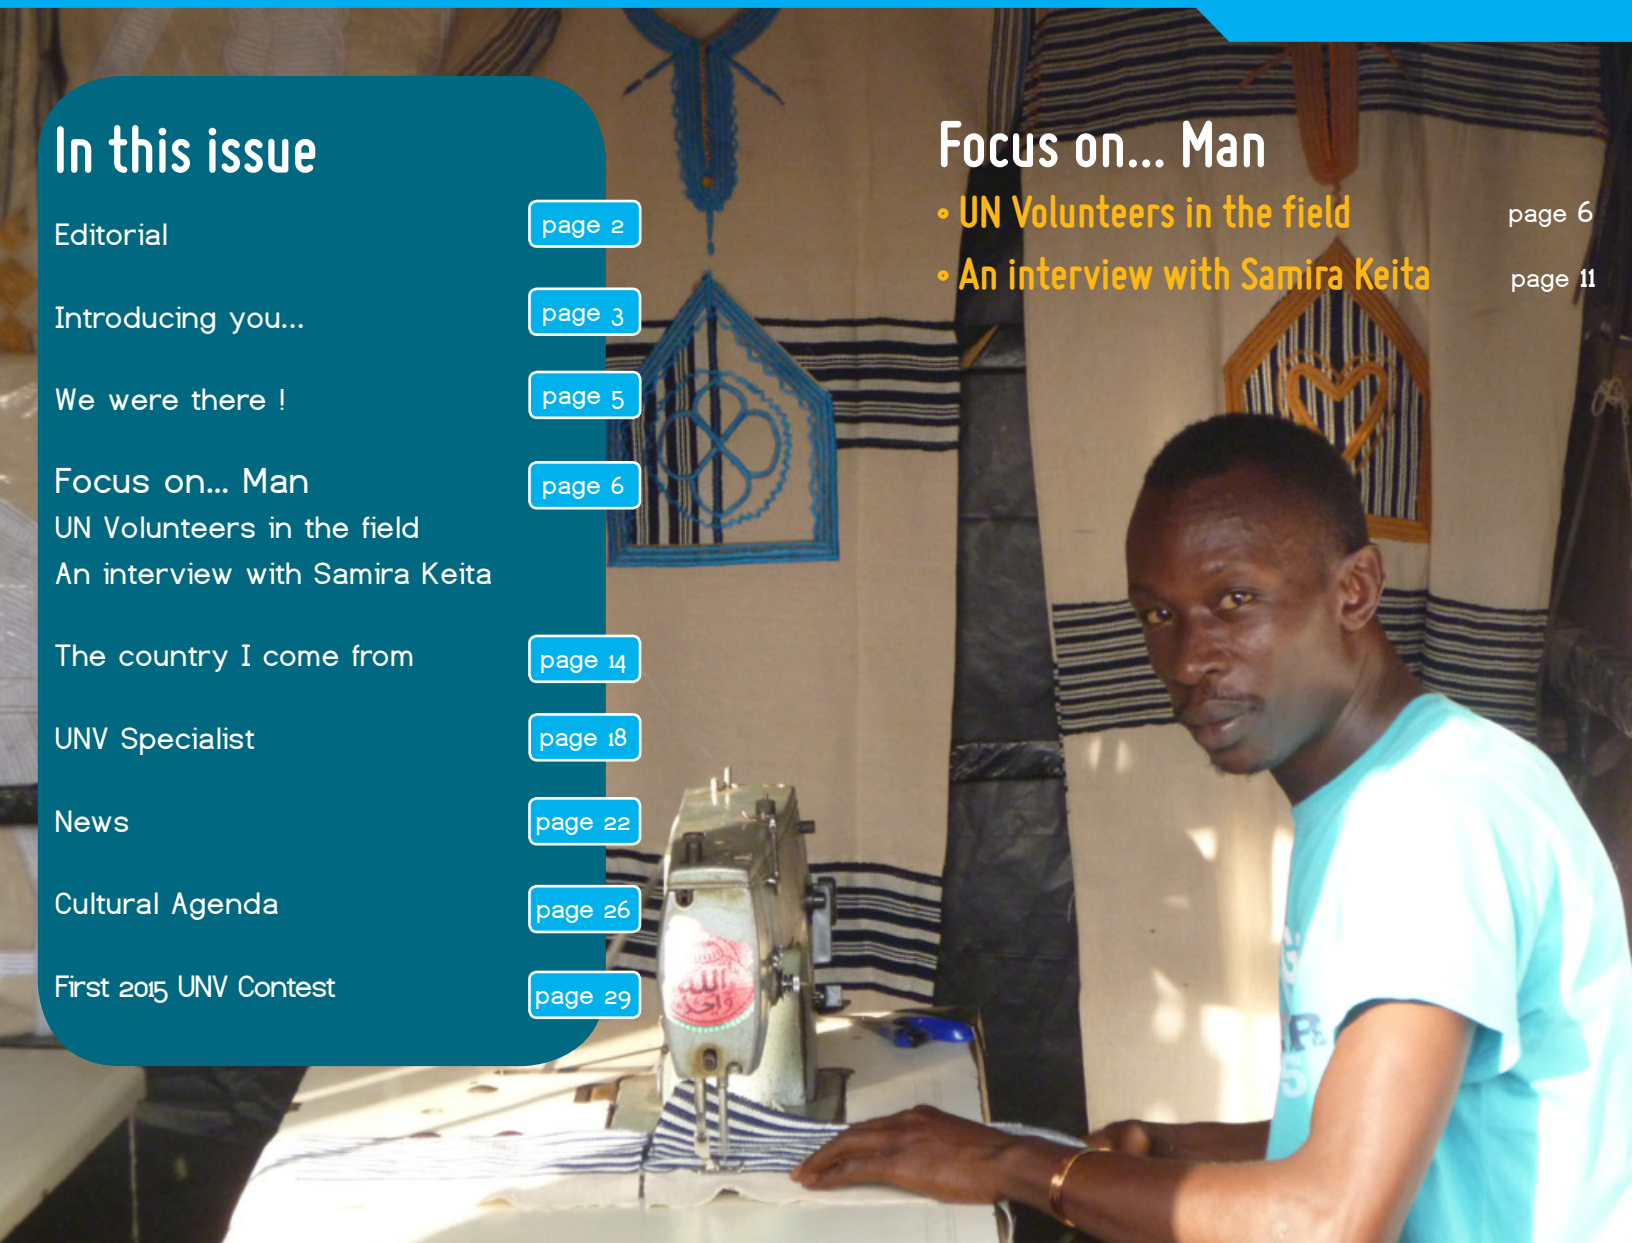 In this issue
Editorial page 2
Introducing you... page 3
We were there ! page 5
Focus on... Man page 6
UN Volunteers in the field
An interview with Samira Keita
The country I come from page 14
UNV Specialist page 18
News page 22
Cultural Agenda page 26
First 2015 UNV Contest page 29
Focus on... Man
• UN Volunteers in the field page 6
• An interview with Samira Keita page 11
الله
واحد